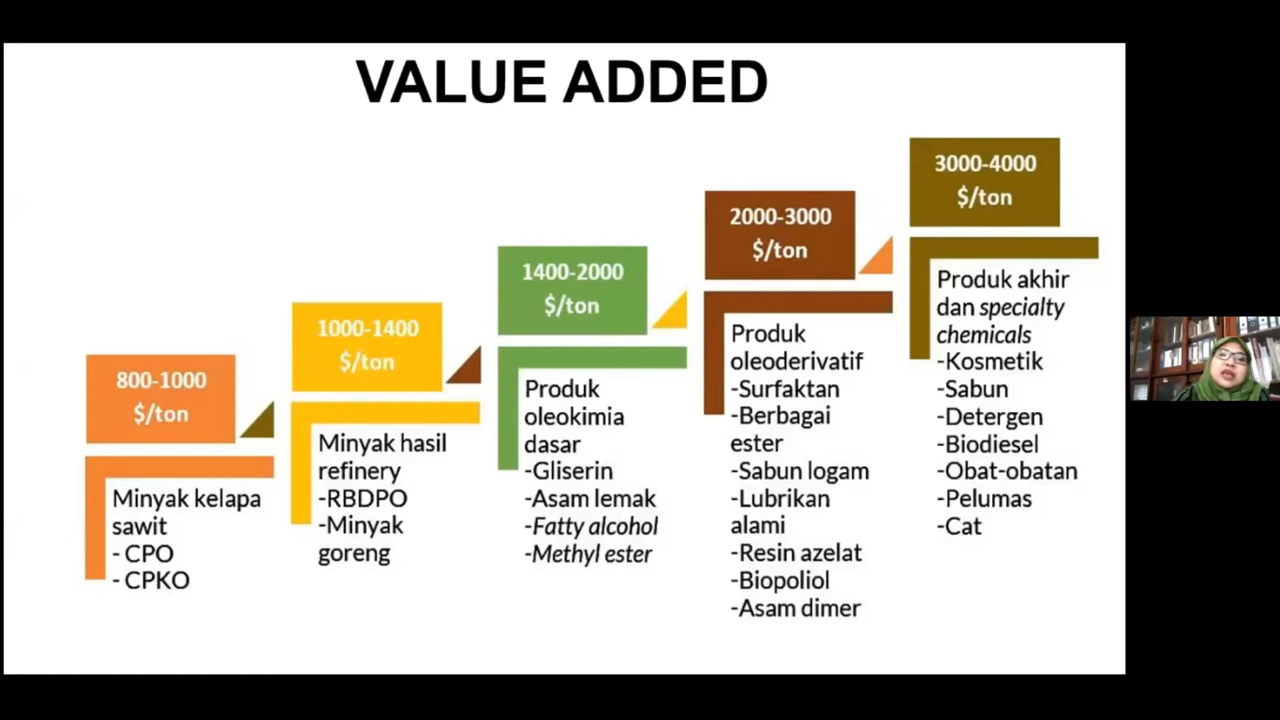 VALUE ADDED
800-1000
$/ton
Minyak kelapa
sawit
- CPO
- CPKO
1000-1400
$/ton
Minyak hasil
refinery
-RBDPO
-Minyak
goreng
1400-2000
$/ton
Produk
oleokimia
dasar
-Gliserin
-Asam lemak
-Fatty alcohol
-Methyl ester
2000-3000
$/ton
Produk
oleoderivatif
-Surfaktan
-Berbagai
ester
-Sabun logam
-Lubrikan
alami
-Resin azelat
-Biopoliol
-Asam dimer
3000-4000
$/ton
Produk akhir
dan specialty
chemicals
-Kosmetik
-Sabun
-Detergen
-Biodiesel
-Obat-obatan
-Pelumas
-Cat